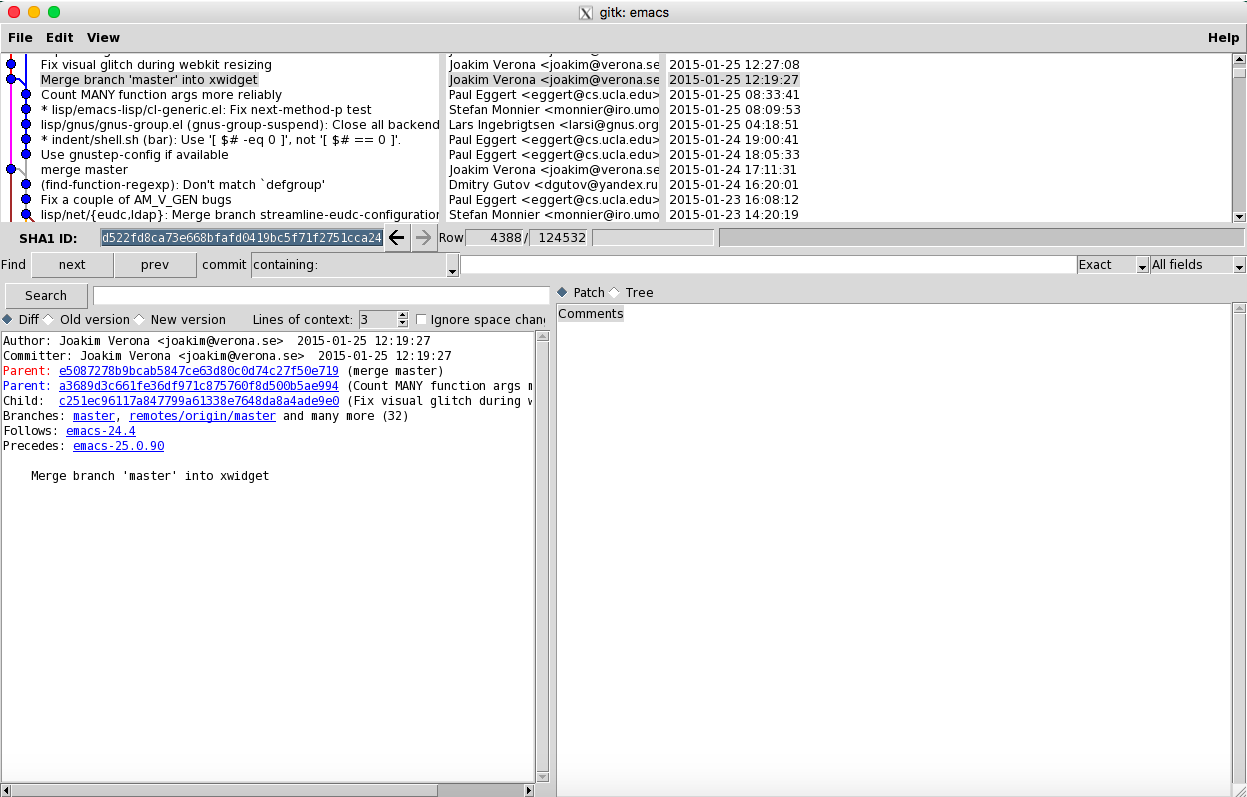 gitk: emacs
File Edit View Help
Fix visual glitch during webkit resizing Joakim Verona <joakim@verona.se 2015-01-25 12:27:08
Merge branch 'master' into xwidget Joakim Verona <joakim@verona.se 2015-01-25 12:19:27
Count MANY function args more reliably Paul Eggert <eggert@cs.ucla.edu> 2015-01-25 08:33:41
* lisp/emacs-lisp/cl-generic.el: Fix next-method-p test Stefan Monnier <monnier@iro.umo 2015-01-25 08:09:53
lisp/gnus/gnus-group.el (gnus-group-suspend): Close all backend Lars Ingebrigtsen <larsi@gnus.org 2015-01-25 04:18:51
* indent/shell.sh (bar): Use '[ $# -eq 0 ]', not '[ $# == 0 ]'. Paul Eggert <eggert@cs.ucla.edu> 2015-01-24 19:00:41
Use gnustep-config if available Paul Eggert <eggert@cs.ucla.edu> 2015-01-24 18:05:33
merge master Joakim Verona <joakim@verona.se 2015-01-24 17:11:31
(find-function-regexp): Don't match `defgroup' Dmitry Gutov <dgutov@yandex.ru 2015-01-24 16:20:01
Fix a couple of AM_V_GEN bugs Paul Eggert <eggert@cs.ucla.edu> 2015-01-23 16:08:12
lisp/net/{eudc,ldap}: Merge branch streamline-eudc-configuration Stefan Monnier <monnier@iro.umo 2015-01-23 14:20:19
SHA1 ID: d522fd8ca73e668bfafd0419bc5f71f2751cca24 Row 4388 / 124532
Find next prev commit containing: Exact All fields
Search
Patch Tree
Diff Old version New version Lines of context: 3 Ignore space chang
Comments
Author: Joakim Verona <joakim@verona.se>  2015-01-25 12:19:27
Committer: Joakim Verona <joakim@verona.se>  2015-01-25 12:19:27
Parent: e5087278b9bcab5847ce63d80c0d74c27f50e719 (merge master)
Parent: a3689d3c661fe36df971c875760f8d500b5ae994 (Count MANY function args m
Child:  c251ec96117a847799a61338e7648da8a4ade9e0 (Fix visual glitch during w
Branches: master, remotes/origin/master and many more (32)
Follows: emacs-24.4
Precedes: emacs-25.0.90
Merge branch 'master' into xwidget